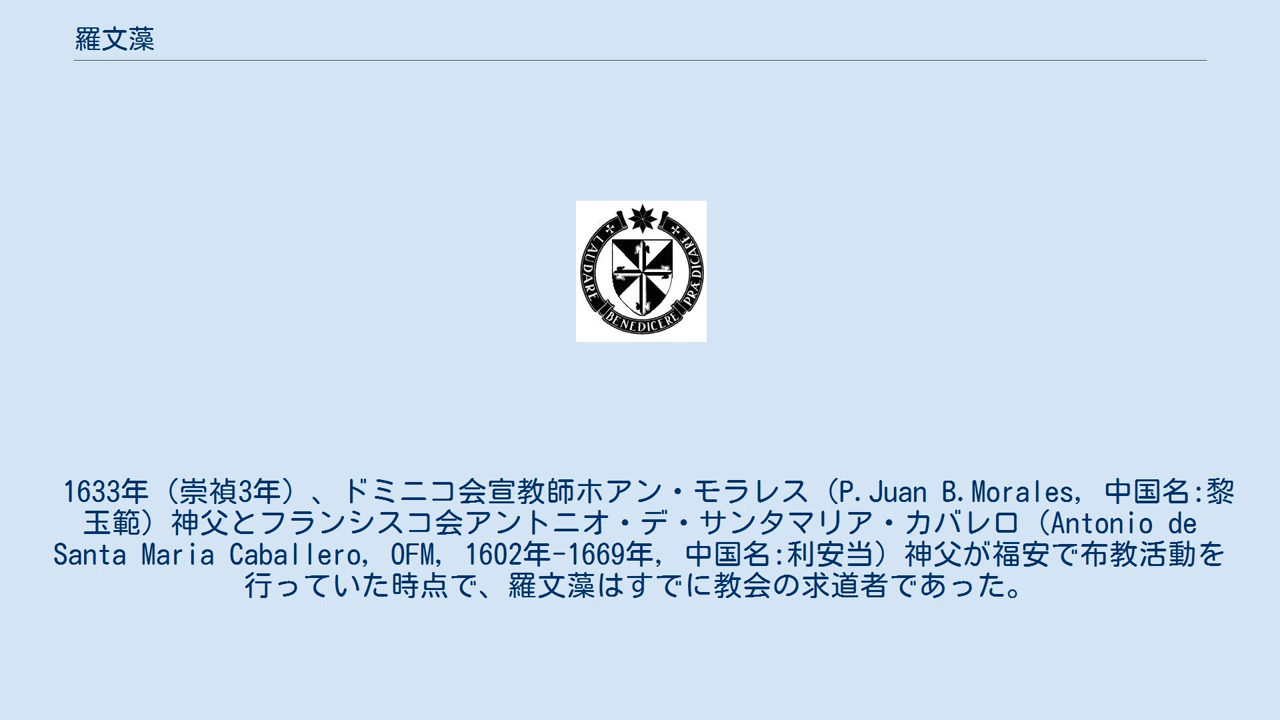 羅文藻
LAUDARE
BENEDICERE
PRÆDICARE
1633年（崇禎3年）、ドミニコ会宣教師ホアン・モラレス（P.Juan B.Morales, 中国名:黎
玉範）神父とフランシスコ会アントニオ・デ・サンタマリア・カバレロ（Antonio de
Santa Maria Caballero, OFM, 1602年-1669年, 中国名:利安当）神父が福安で布教活動を
行っていた時点で、羅文藻はすでに教会の求道者であった。